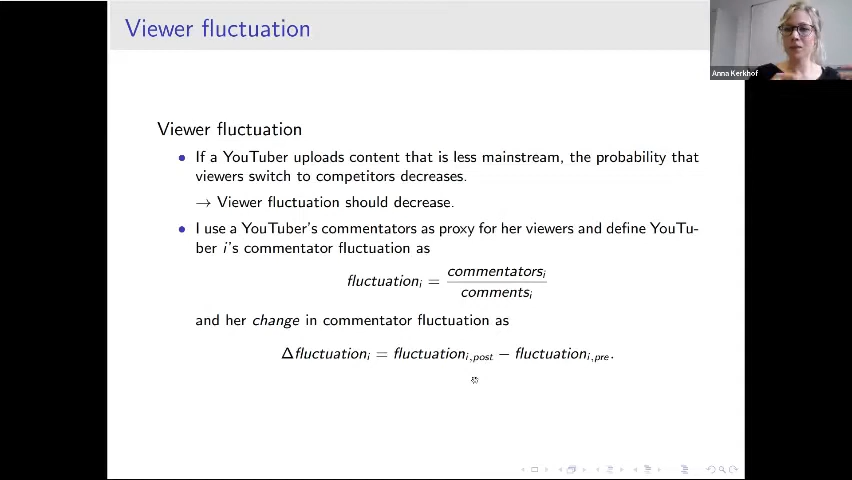 Viewer fluctuation
Anna Kerkhof
Viewer fluctuation
• If a YouTuber uploads content that is less mainstream, the probability that
viewers switch to competitors decreases.
→ Viewer fluctuation should decrease.
• I use a YouTuber's commentators as proxy for her viewers and define YouTu-
ber i's commentator fluctuation as
fluctuationᵢ = commentatorsᵢ / commentsᵢ
and her change in commentator fluctuation as
Δfluctuationᵢ = fluctuationᵢ,post − fluctuationᵢ,pre.